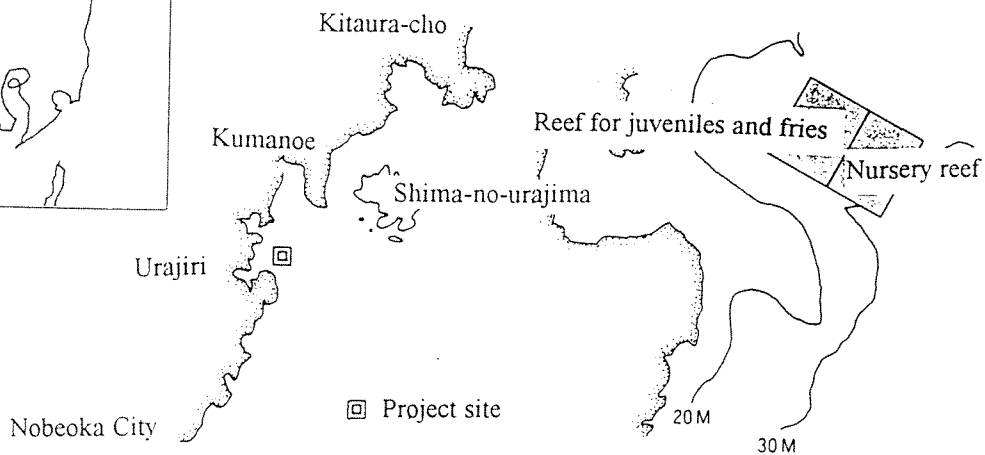 Kitaura-cho
Kumanoe
Shima-no-urajima
Urajiri
Nobeoka City
Project site
Reef for juveniles and fries
Nursery reef
20M
30M